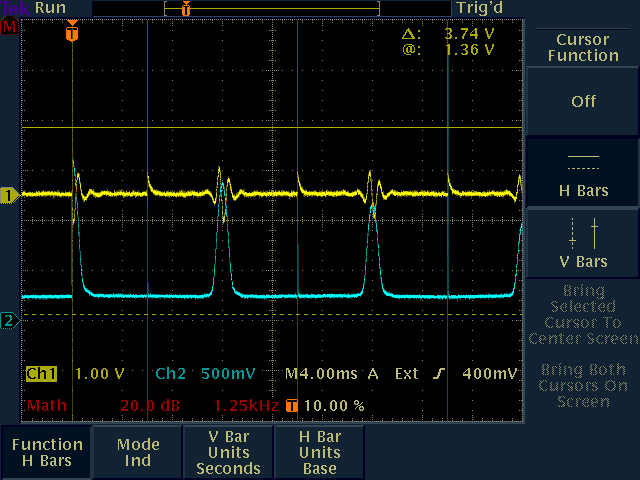 Tek Run Trig'd
M
T
T
Δ: 3.74 V
@: 1.36 V
1
2
Ch1 1.00 V Ch2 500mV M4.00ms A Ext 400mV
Math 20.0 dB 1.25kHz T 10.00 %
Cursor
Function
Off
H Bars
V Bars
Bring
Selected
Cursor To
Center Screen
Bring Both
Cursors On
Screen
Function
H Bars
Mode
Ind
V Bar
Units
Seconds
H Bar
Units
Base